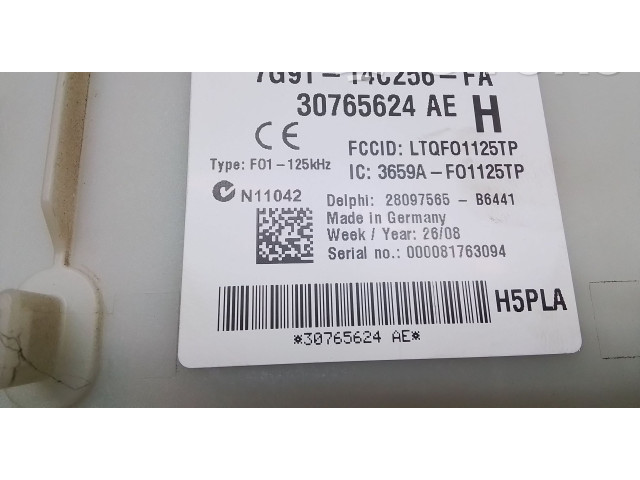 7G9T-14C256-FA
30765624 AE H
CE
FCCID: LTQFO1125TP
Type: FO1-125kHz
IC: 3659A-FO1125TP
N11042
Delphi: 28097565 - B6441
Made in Germany
Week / Year: 26/08
Serial no.: 000081763094
H5PLA
*30765624 AE*